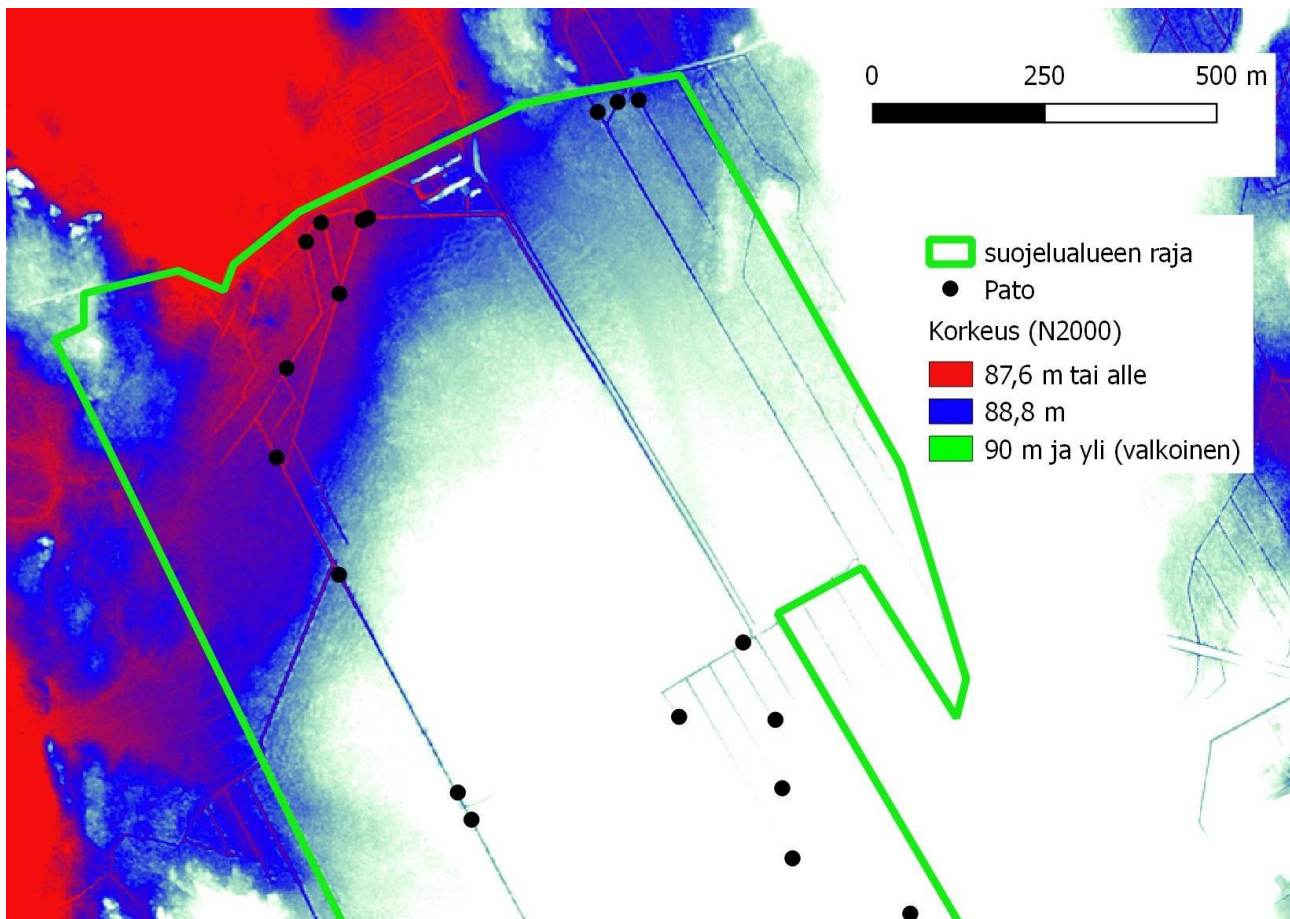 0 250 500 m
suojelualueen raja
Pato
Korkeus (N2000)
87,6 m tai alle
88,8 m
90 m ja yli (valkoinen)